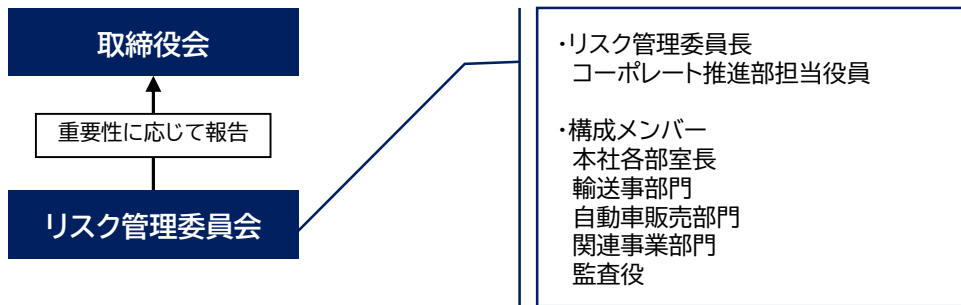 取締役会
重要性に応じて報告
リスク管理委員会
・リスク管理委員長
コーポレート推進部担当役員
・構成メンバー
本社各部室長
輸送事部門
自動車販売部門
関連事業部門
監査役